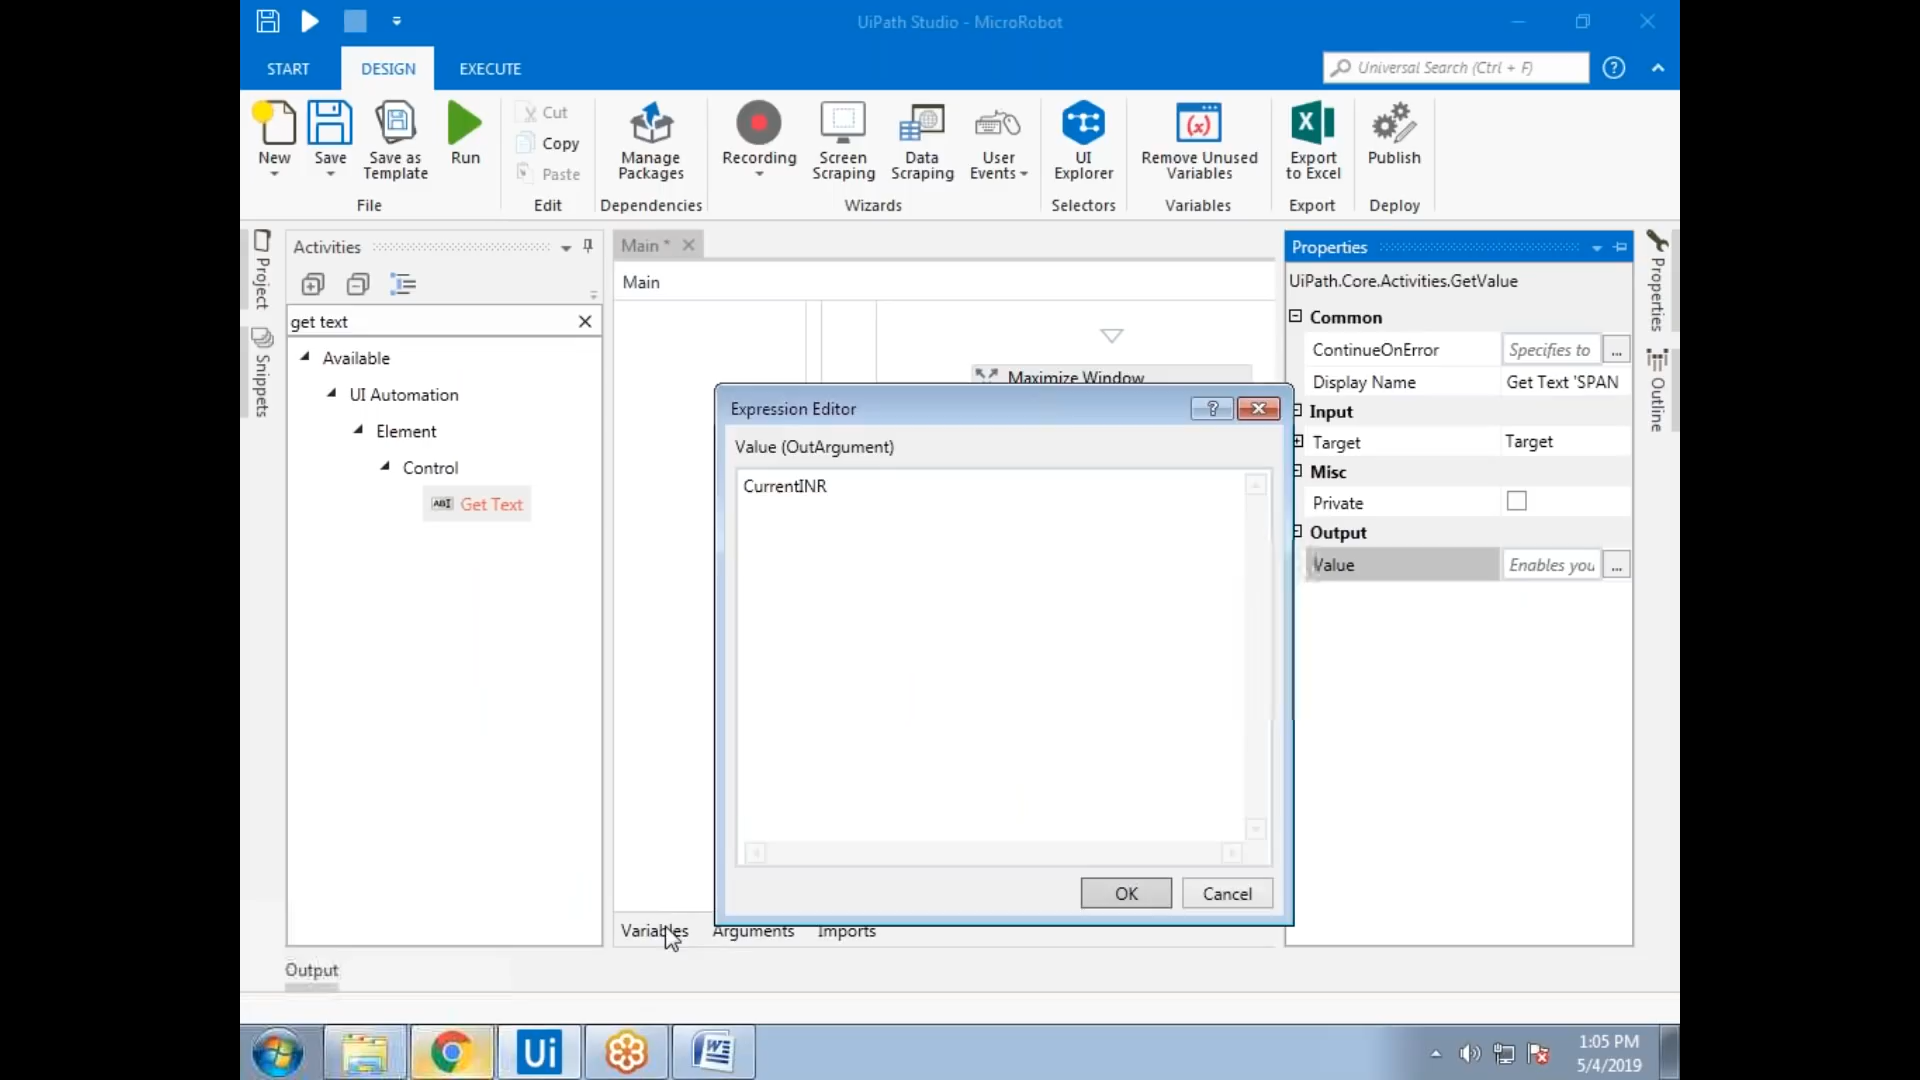 UiPath Studio - MicroRobot
START
DESIGN
EXECUTE
Universal Search (Ctrl + F)
New
Save
Save as
Template
Run
File
Cut
Copy
Paste
Edit
Manage
Packages
Dependencies
Recording
Screen
Scraping
Data
Scraping
User
Events
Wizards
UI
Explorer
Selectors
Remove Unused
Variables
Variables
Export
to Excel
Export
Publish
Deploy
Project
Snippets
Activities
get text
Available
UI Automation
Element
Control
Get Text
Main *
Main
Maximize Window
Expression Editor
Value (OutArgument)
CurrentINR
OK
Cancel
Variables
Arguments
Imports
Properties
UiPath.Core.Activities.GetValue
Common
ContinueOnError
Specifies to
...
Display Name
Get Text 'SPAN
Input
Target
Target
Misc
Private
Output
Value
Enables you
...
Properties
Outline
Output
Ui
1:05 PM
5/4/2019